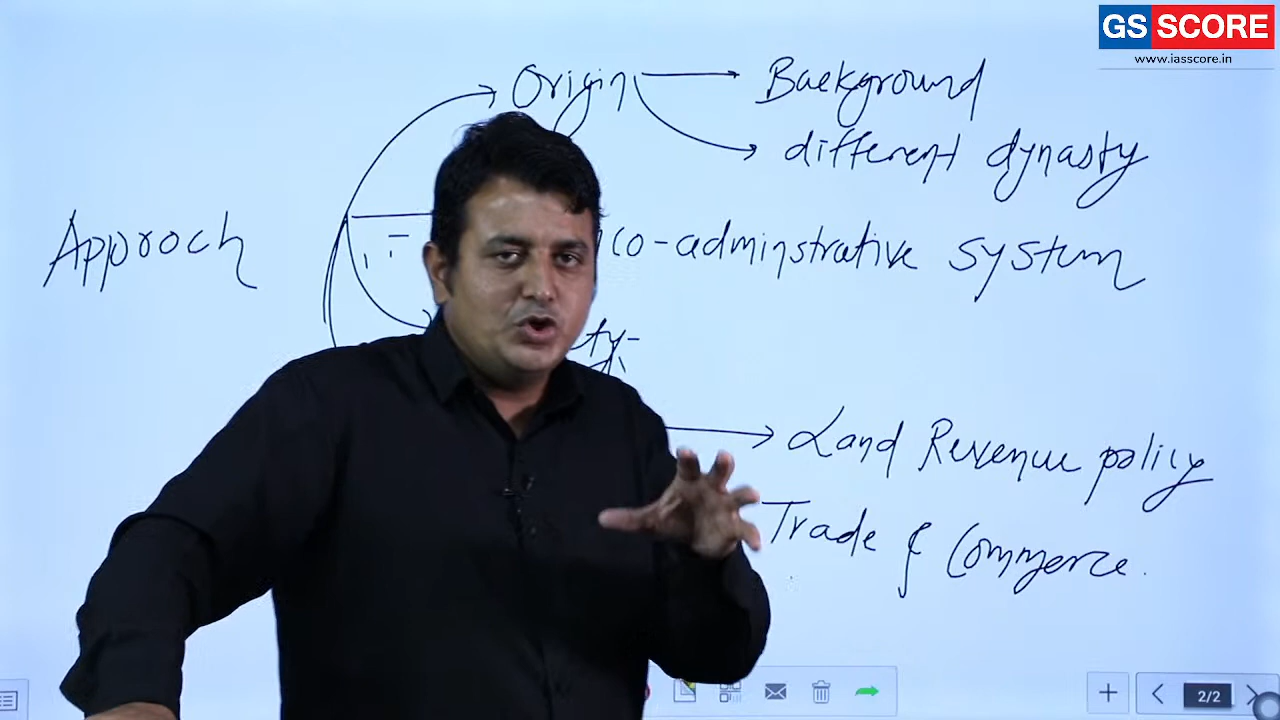 GS SCORE
www.iasscore.in
Origin
Background
different dynasty
Approch
co-adminstrative system
ty-
Land Revenue policy
Trade & Commerce.
2/2